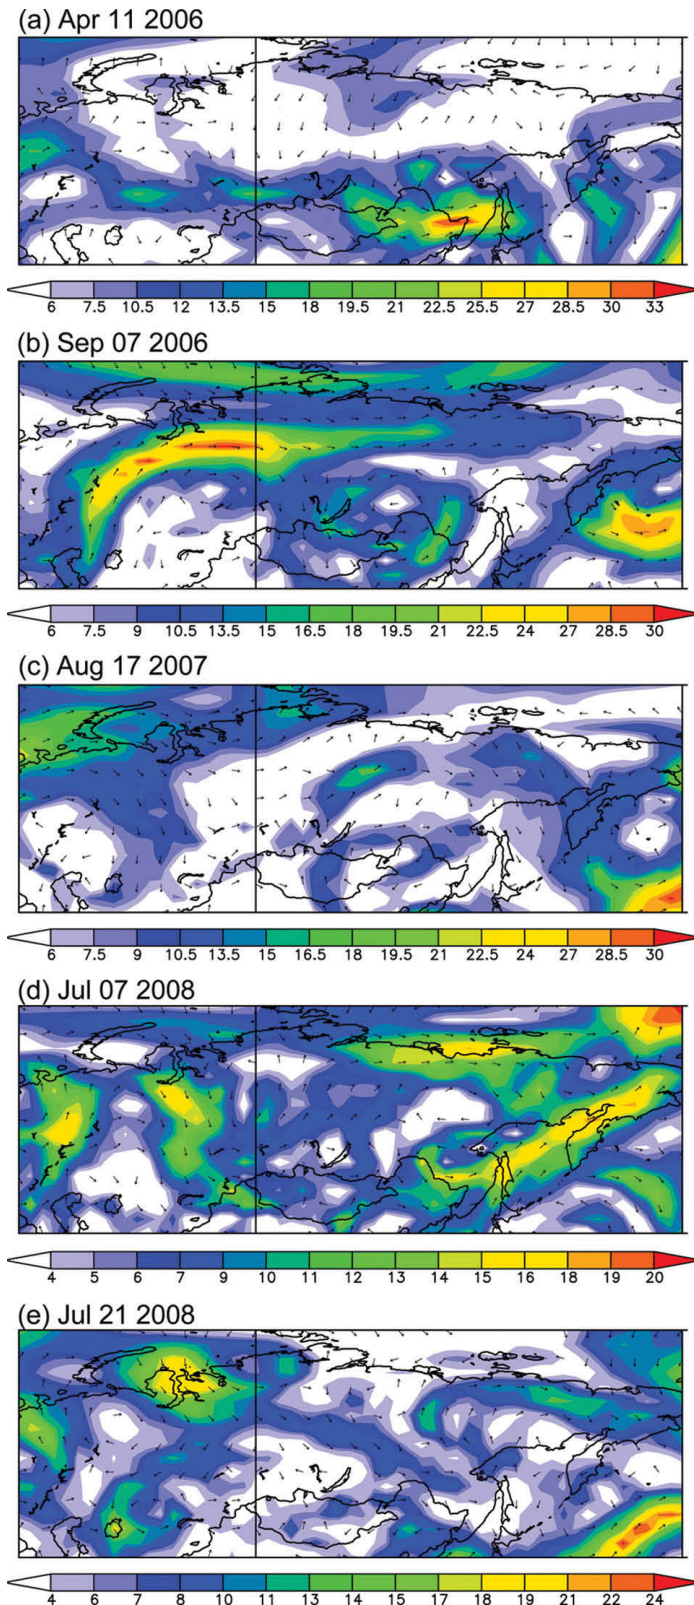 (a) Apr 11 2006
6 7.5 10.5 12 13.5 15 18 19.5 21 22.5 25.5 27 28.5 30 33
(b) Sep 07 2006
6 7.5 9 10.5 13.5 15 16.5 18 19.5 21 22.5 24 27 28.5 30
(c) Aug 17 2007
6 7.5 9 10.5 13.5 15 16.5 18 19.5 21 22.5 24 27 28.5 30
(d) Jul 07 2008
4 5 6 7 9 10 11 12 13 14 15 16 18 19 20
(e) Jul 21 2008
4 6 7 8 10 11 12 13 15 16 17 18 21 22 24